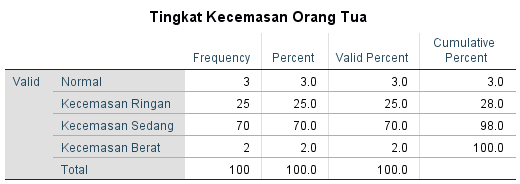 Tingkat Kecemasan Orang Tua
Frequency Percent Valid Percent Cumulative Percent
Valid Normal 3 3.0 3.0 3.0
Kecemasan Ringan 25 25.0 25.0 28.0
Kecemasan Sedang 70 70.0 70.0 98.0
Kecemasan Berat 2 2.0 2.0 100.0
Total 100 100.0 100.0